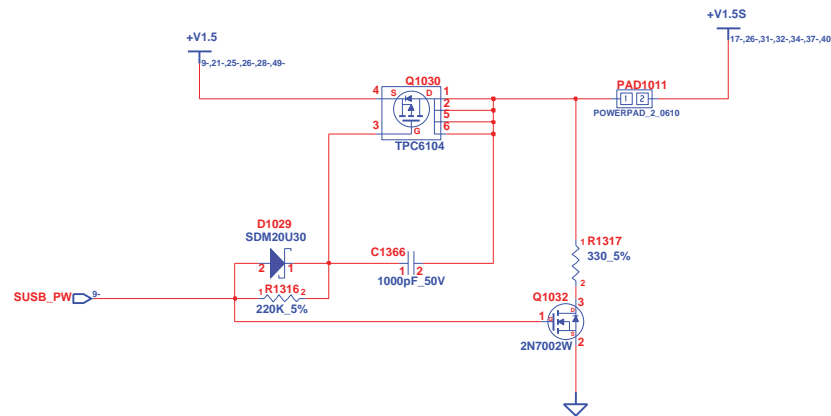 +V1.5S
+V1.5
17-,26-,31-,32-,34-,37-,40
9-,21-,25-,26-,28-,49-
Q1030
4
S
D
1
2
5
6
3
G
TPC6104
PAD1011
1
2
POWERPAD_2_0610
D1029
SDM20U30
2
1
C1366
1
2
1000pF_50V
1
R1317
330_5%
2
SUSB_PW
9-
1
R1316
2
220K_5%
Q1032
3
D
1
G
S
2
2N7002W